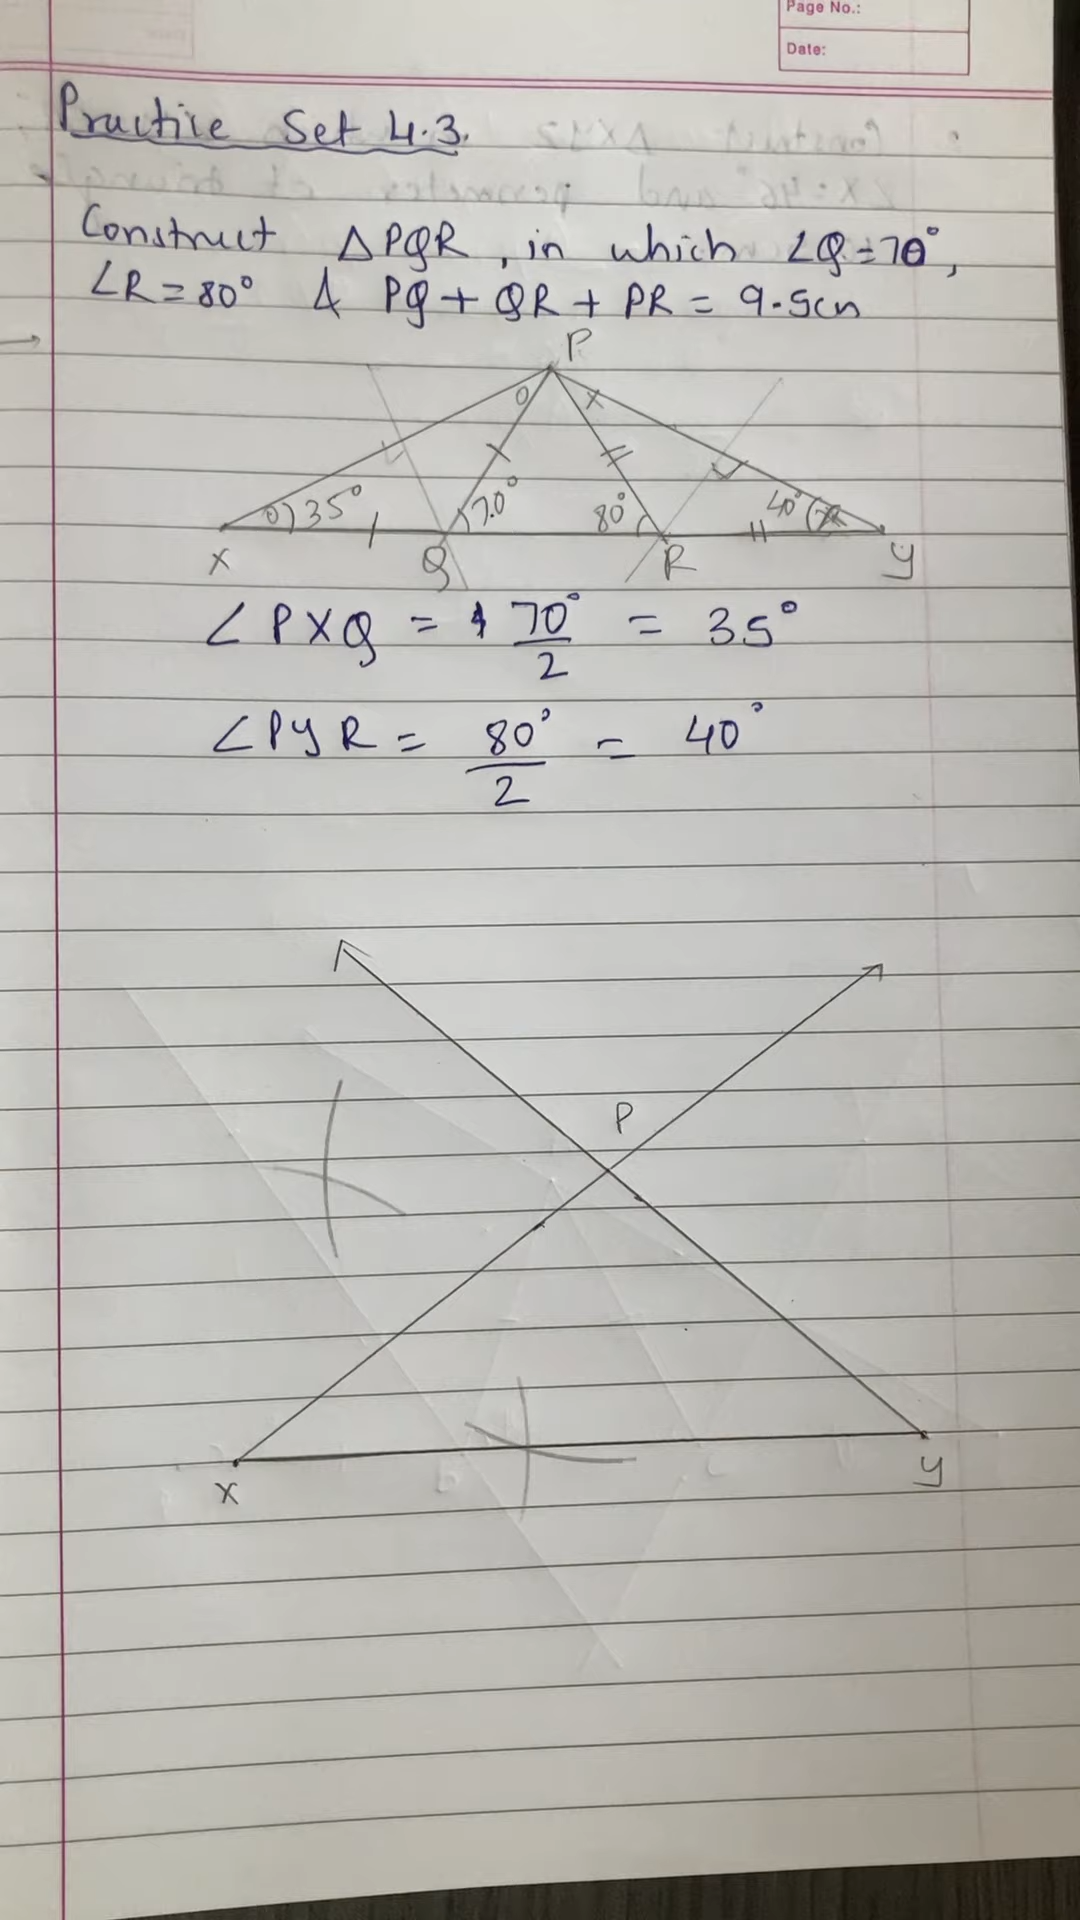 Page No.:
Date:
Practice Set 4.3.
Construct △PQR, in which ∠Q=70°,
∠R=80° & PQ + QR + PR = 9.5cm
P
O x
O 35° 70° 80° 40° x
X Q R Y
∠PXQ = 70°/2 = 35°
∠PYR = 80°/2 = 40°
P
X Y